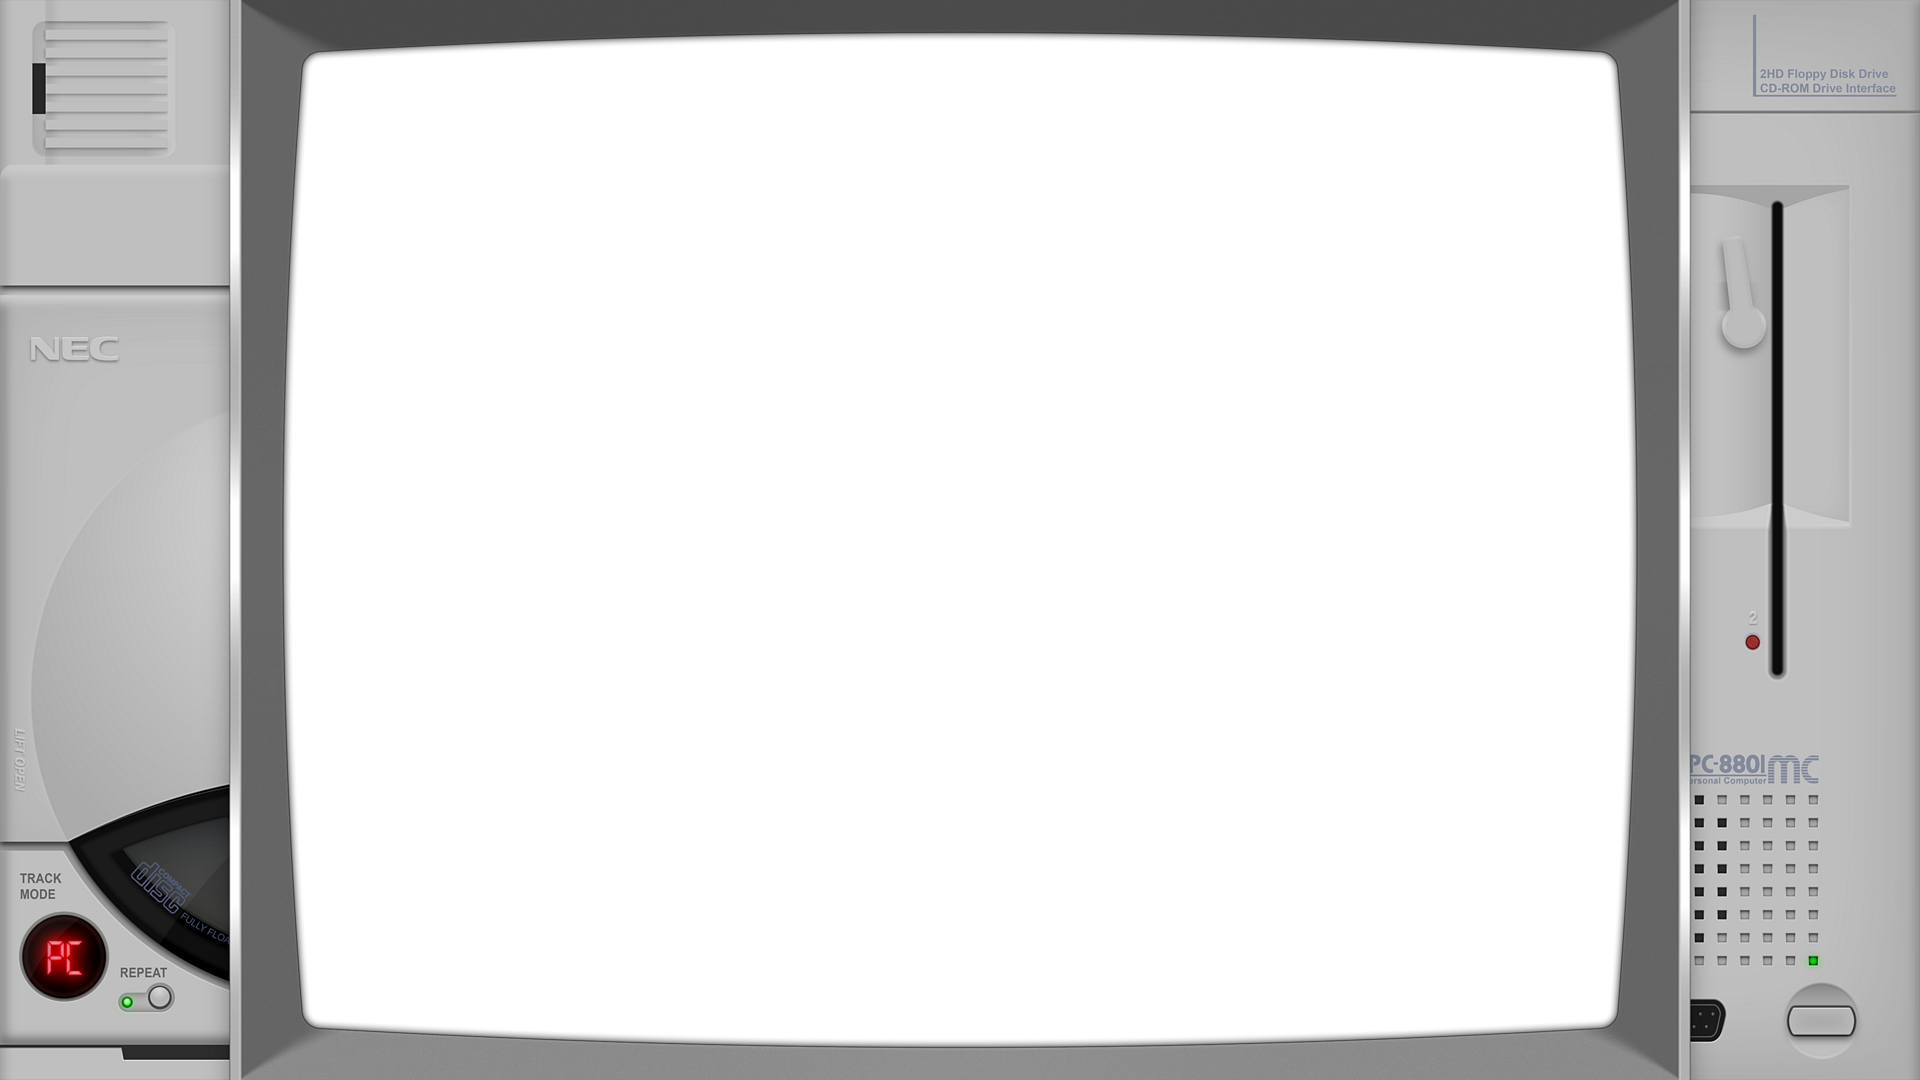 2HD Floppy Disk Drive
CD-ROM Drive Interface
NEC
2
LIFT OPEN
PC-8801 mc
ersonal Computer
TRACK
MODE
COMPACT
disc
FULLY FLOA
PC
REPEAT